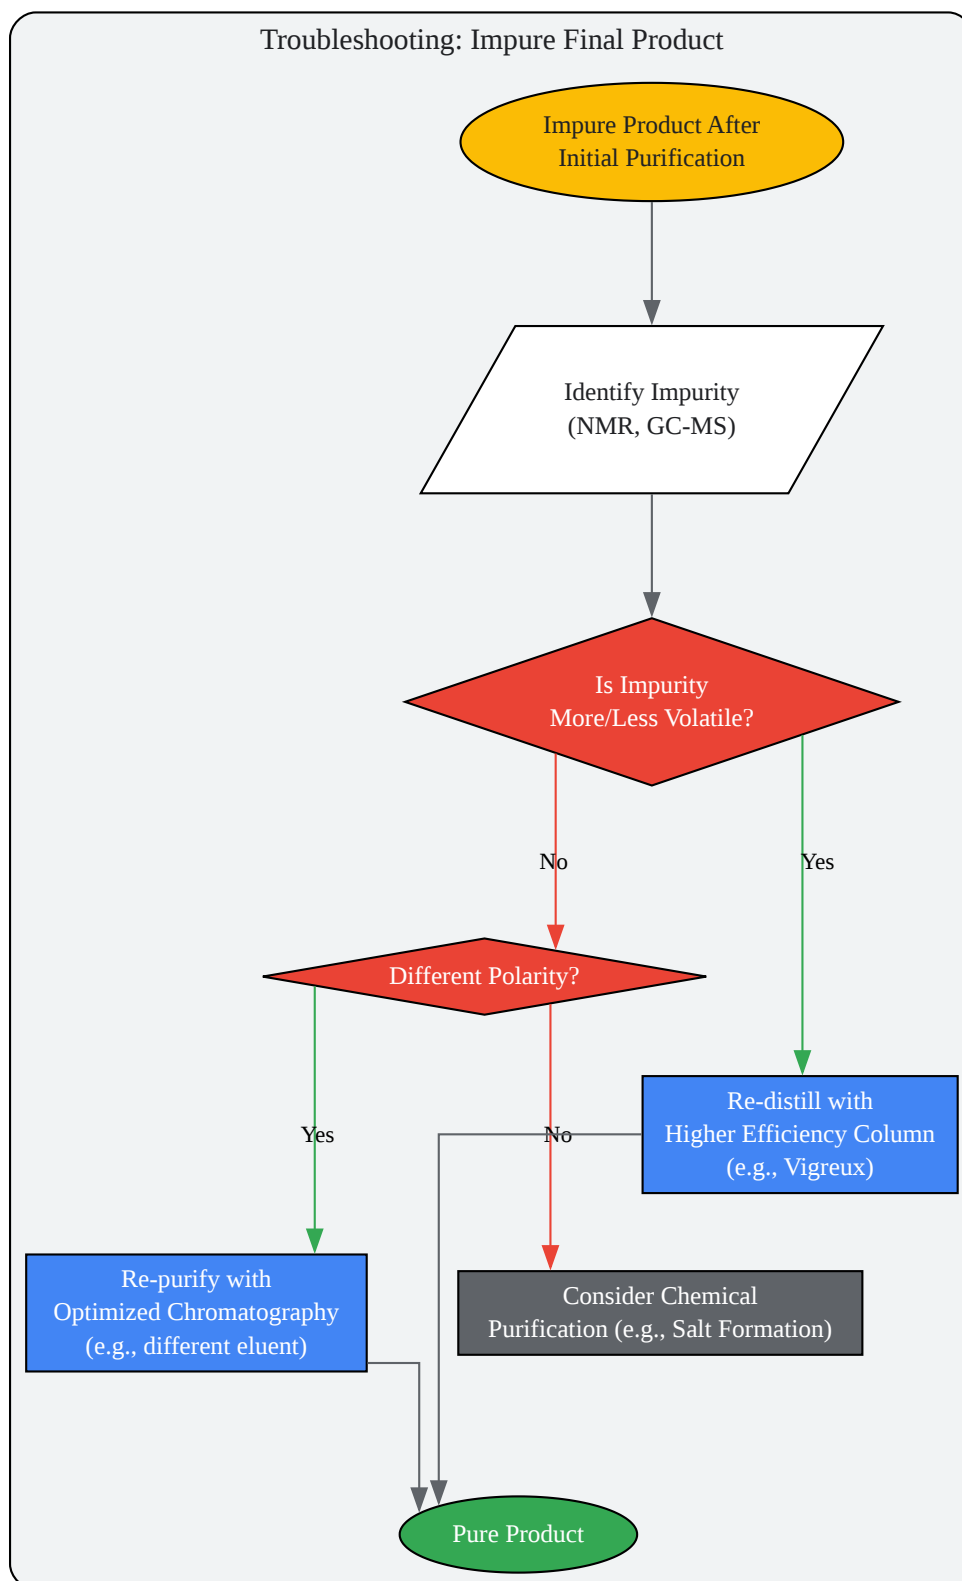 Troubleshooting: Impure Final Product
Impure Product After
Initial Purification
Identify Impurity
(NMR, GC-MS)
Is Impurity
More/Less Volatile?
No
Yes
Different Polarity?
Yes
No
Re-distill with
Higher Efficiency Column
(e.g., Vigreux)
Re-purify with
Optimized Chromatography
(e.g., different eluent)
Consider Chemical
Purification (e.g., Salt Formation)
Pure Product